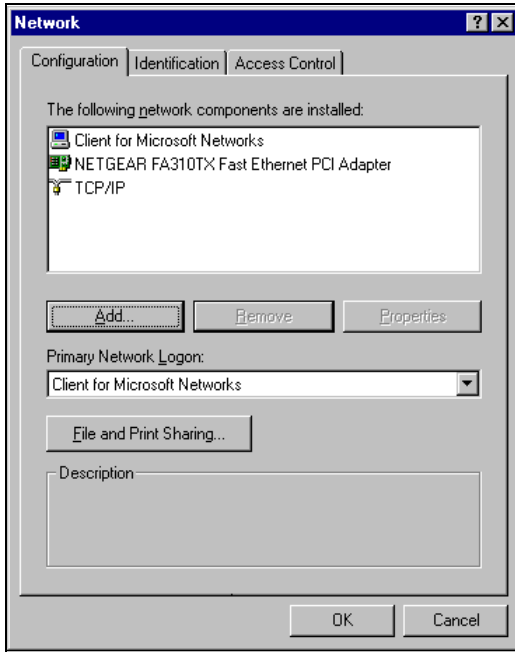 Network
Configuration Identification Access Control
The following network components are installed:
Client for Microsoft Networks
NETGEAR FA310TX Fast Ethernet PCI Adapter
TCP/IP
Add... Remove Properties
Primary Network Logon:
Client for Microsoft Networks
File and Print Sharing...
Description
OK Cancel